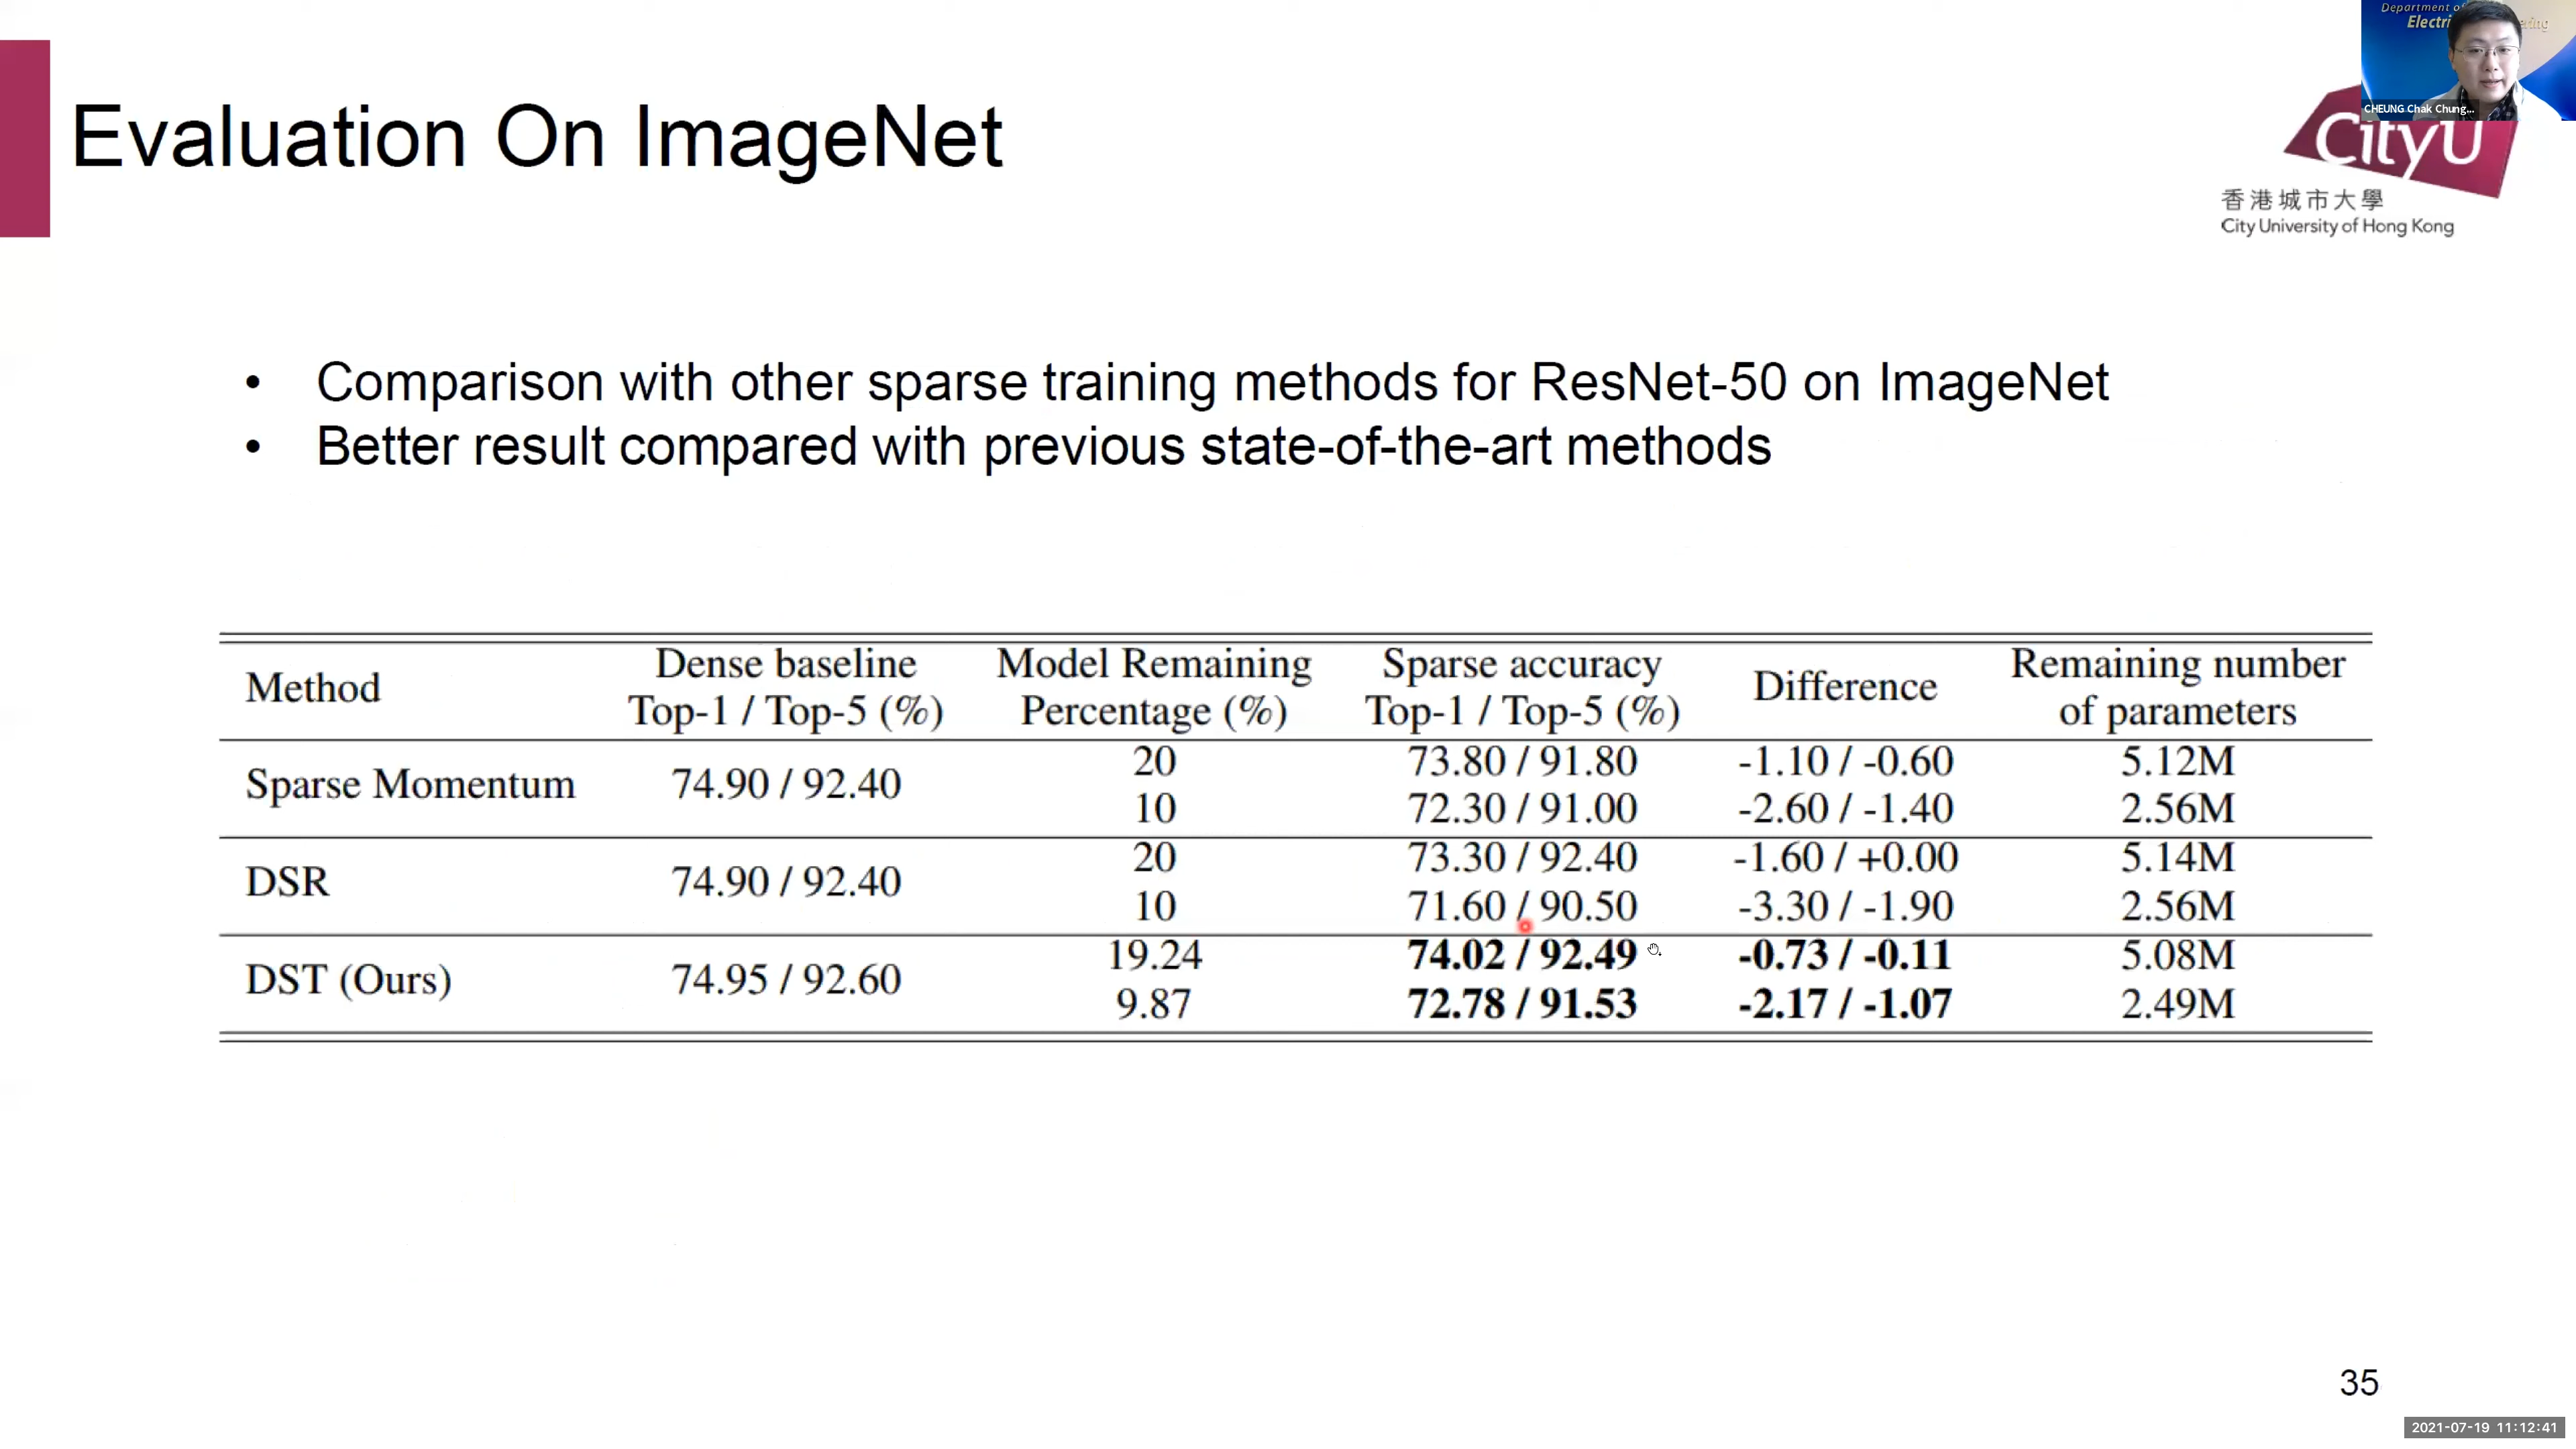 Department of
Electri
ering
CHEUNG Chak Chung...
Evaluation On ImageNet
CityU
香港城市大學
City University of Hong Kong
• Comparison with other sparse training methods for ResNet-50 on ImageNet
• Better result compared with previous state-of-the-art methods
Method Dense baseline Top-1 / Top-5 (%) Model Remaining Percentage (%) Sparse accuracy Top-1 / Top-5 (%) Difference Remaining number of parameters
Sparse Momentum 74.90 / 92.40 20 73.80 / 91.80 -1.10 / -0.60 5.12M
10 72.30 / 91.00 -2.60 / -1.40 2.56M
DSR 74.90 / 92.40 20 73.30 / 92.40 -1.60 / +0.00 5.14M
10 71.60 / 90.50 -3.30 / -1.90 2.56M
DST (Ours) 74.95 / 92.60 19.24 74.02 / 92.49 -0.73 / -0.11 5.08M
9.87 72.78 / 91.53 -2.17 / -1.07 2.49M
35
2021-07-19 11:12:41